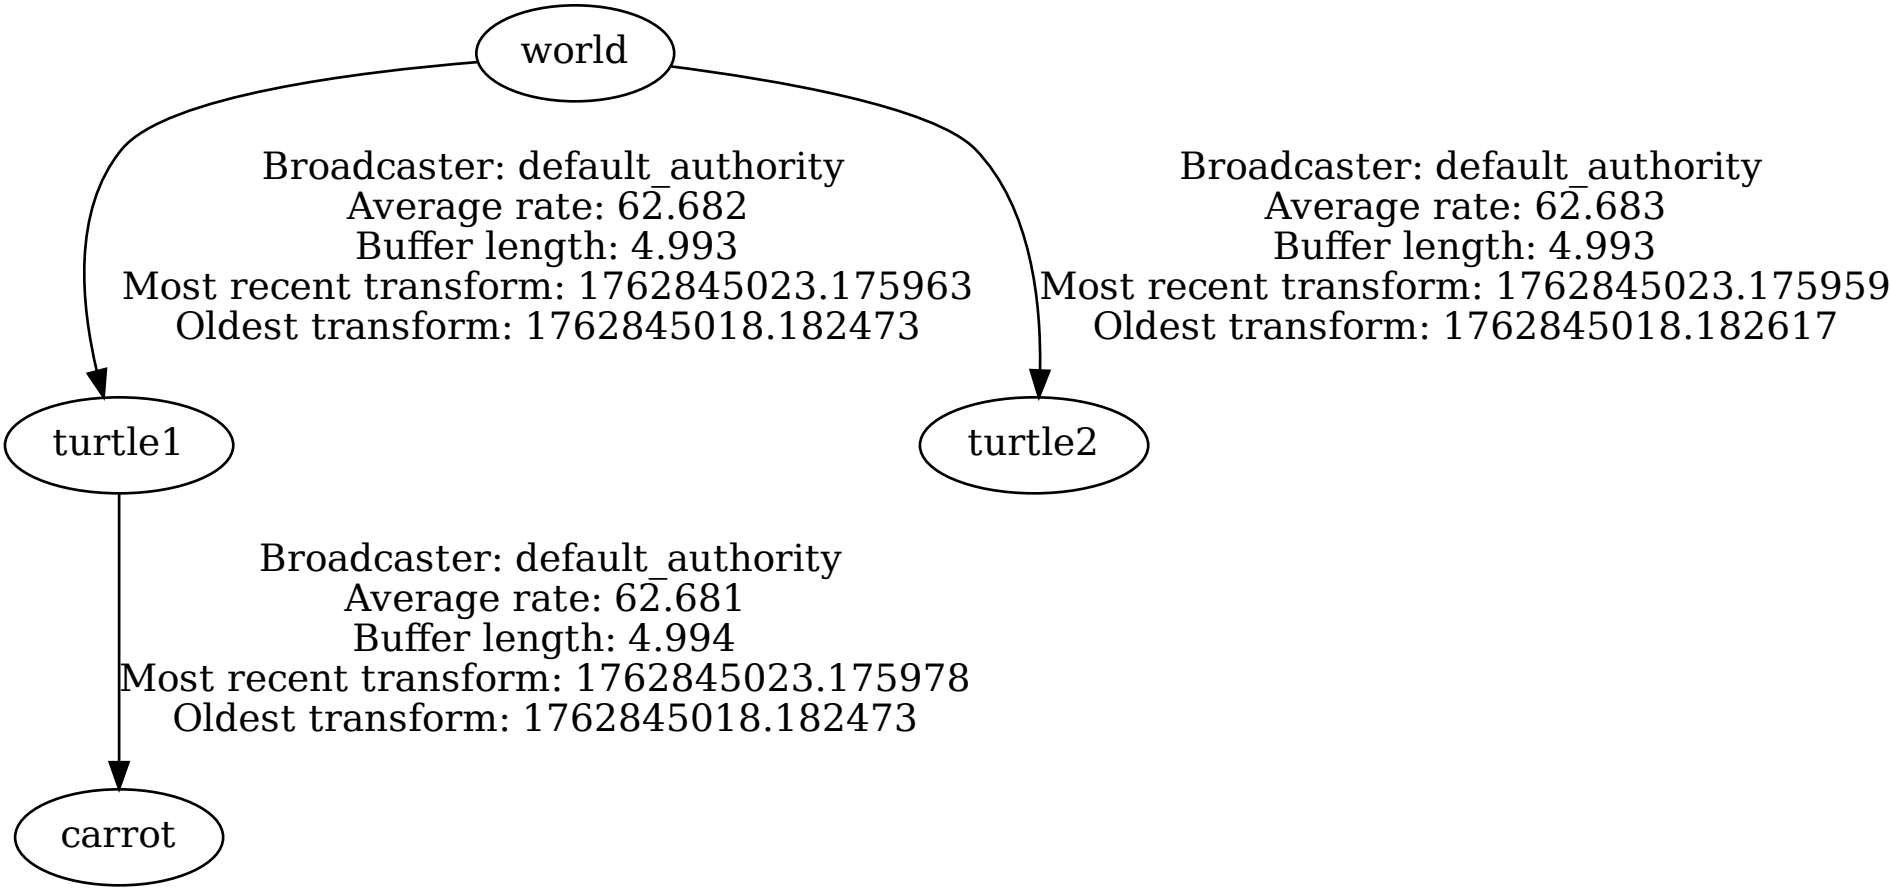 world
Broadcaster: default_authority
Average rate: 62.682
Buffer length: 4.993
Most recent transform: 1762845023.175963
Oldest transform: 1762845018.182473
Broadcaster: default_authority
Average rate: 62.683
Buffer length: 4.993
Most recent transform: 1762845023.175959
Oldest transform: 1762845018.182617
turtle1
turtle2
Broadcaster: default_authority
Average rate: 62.681
Buffer length: 4.994
Most recent transform: 1762845023.175978
Oldest transform: 1762845018.182473
carrot